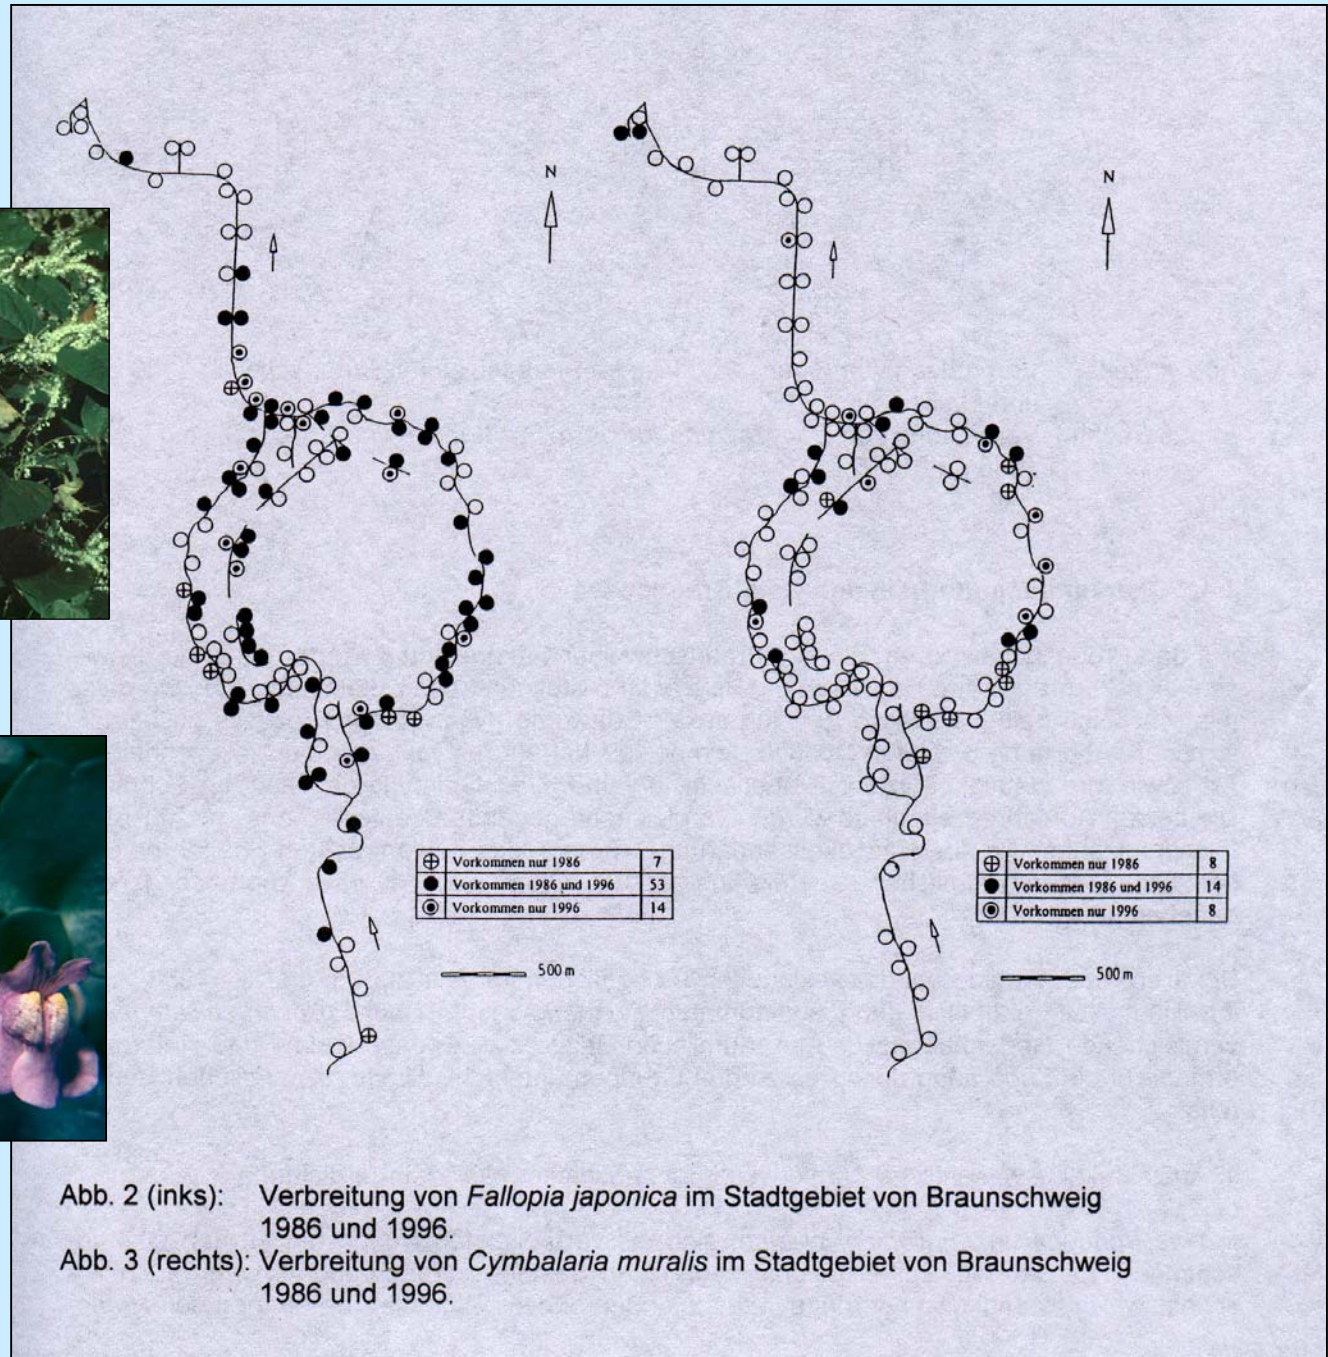 N
N
Vorkommen nur 1986 7
Vorkommen 1986 und 1996 53
Vorkommen nur 1996 14
500 m
Vorkommen nur 1986 8
Vorkommen 1986 und 1996 14
Vorkommen nur 1996 8
500 m
Abb. 2 (inks): Verbreitung von Fallopia japonica im Stadtgebiet von Braunschweig
1986 und 1996.
Abb. 3 (rechts): Verbreitung von Cymbalaria muralis im Stadtgebiet von Braunschweig
1986 und 1996.